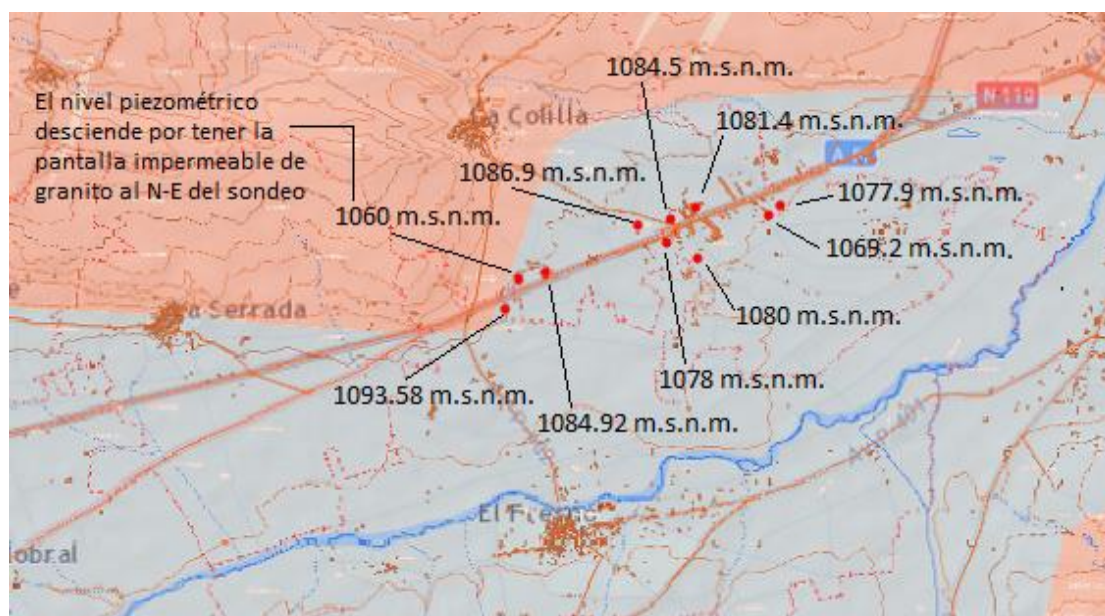 1084.5 m.s.n.m.
El nivel piezométrico
desciende por tener la
pantalla impermeable de
granito al N-E del sondeo
N 110
La Colilla
1081.4 m.s.n.m.
1086.9 m.s.n.m.
1077.9 m.s.n.m.
1060 m.s.n.m.
1069.2 m.s.n.m.
La Serrada
1080 m.s.n.m.
1078 m.s.n.m.
1093.58 m.s.n.m.
1084.92 m.s.n.m.
El Fresno